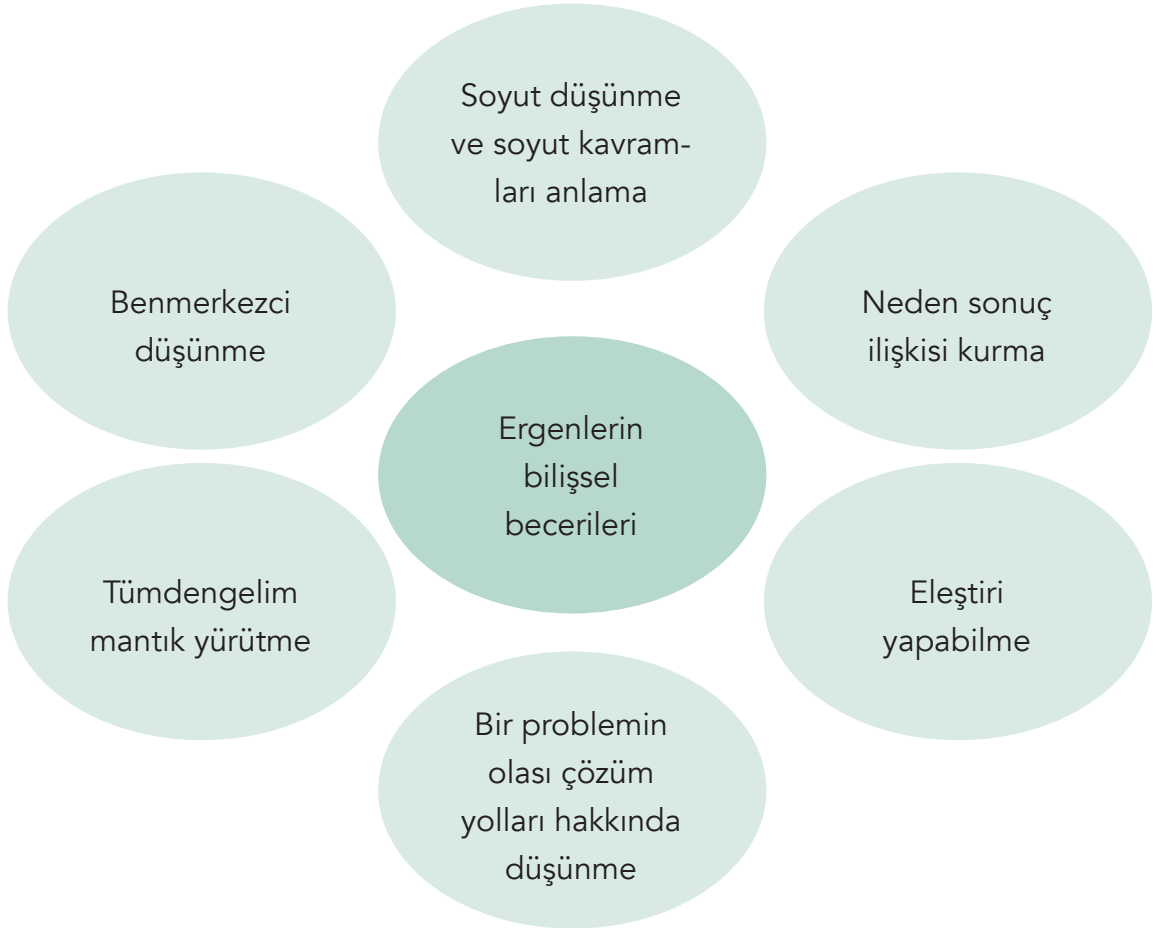 Soyut düşünme
ve soyut kavram-
ları anlama
Benmerkezci
düşünme
Neden sonuç
ilişkisi kurma
Ergenlerin
bilişsel
becerileri
Tümdengelim
mantık yürütme
Eleştiri
yapabilme
Bir problemin
olası çözüm
yolları hakkında
düşünme